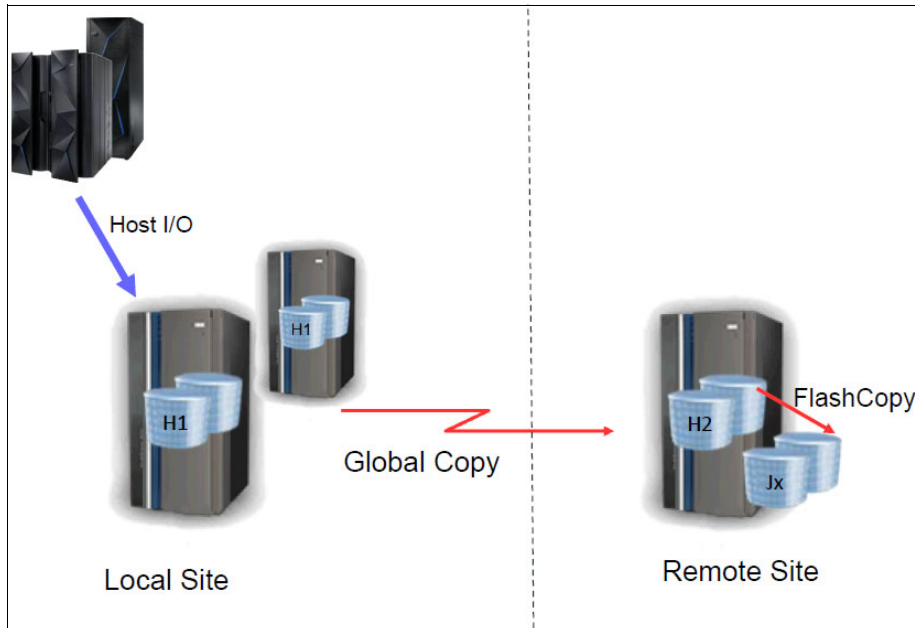 Host I/O
H1
H1
Global Copy
H2
FlashCopy
Jx
Local Site
Remote Site